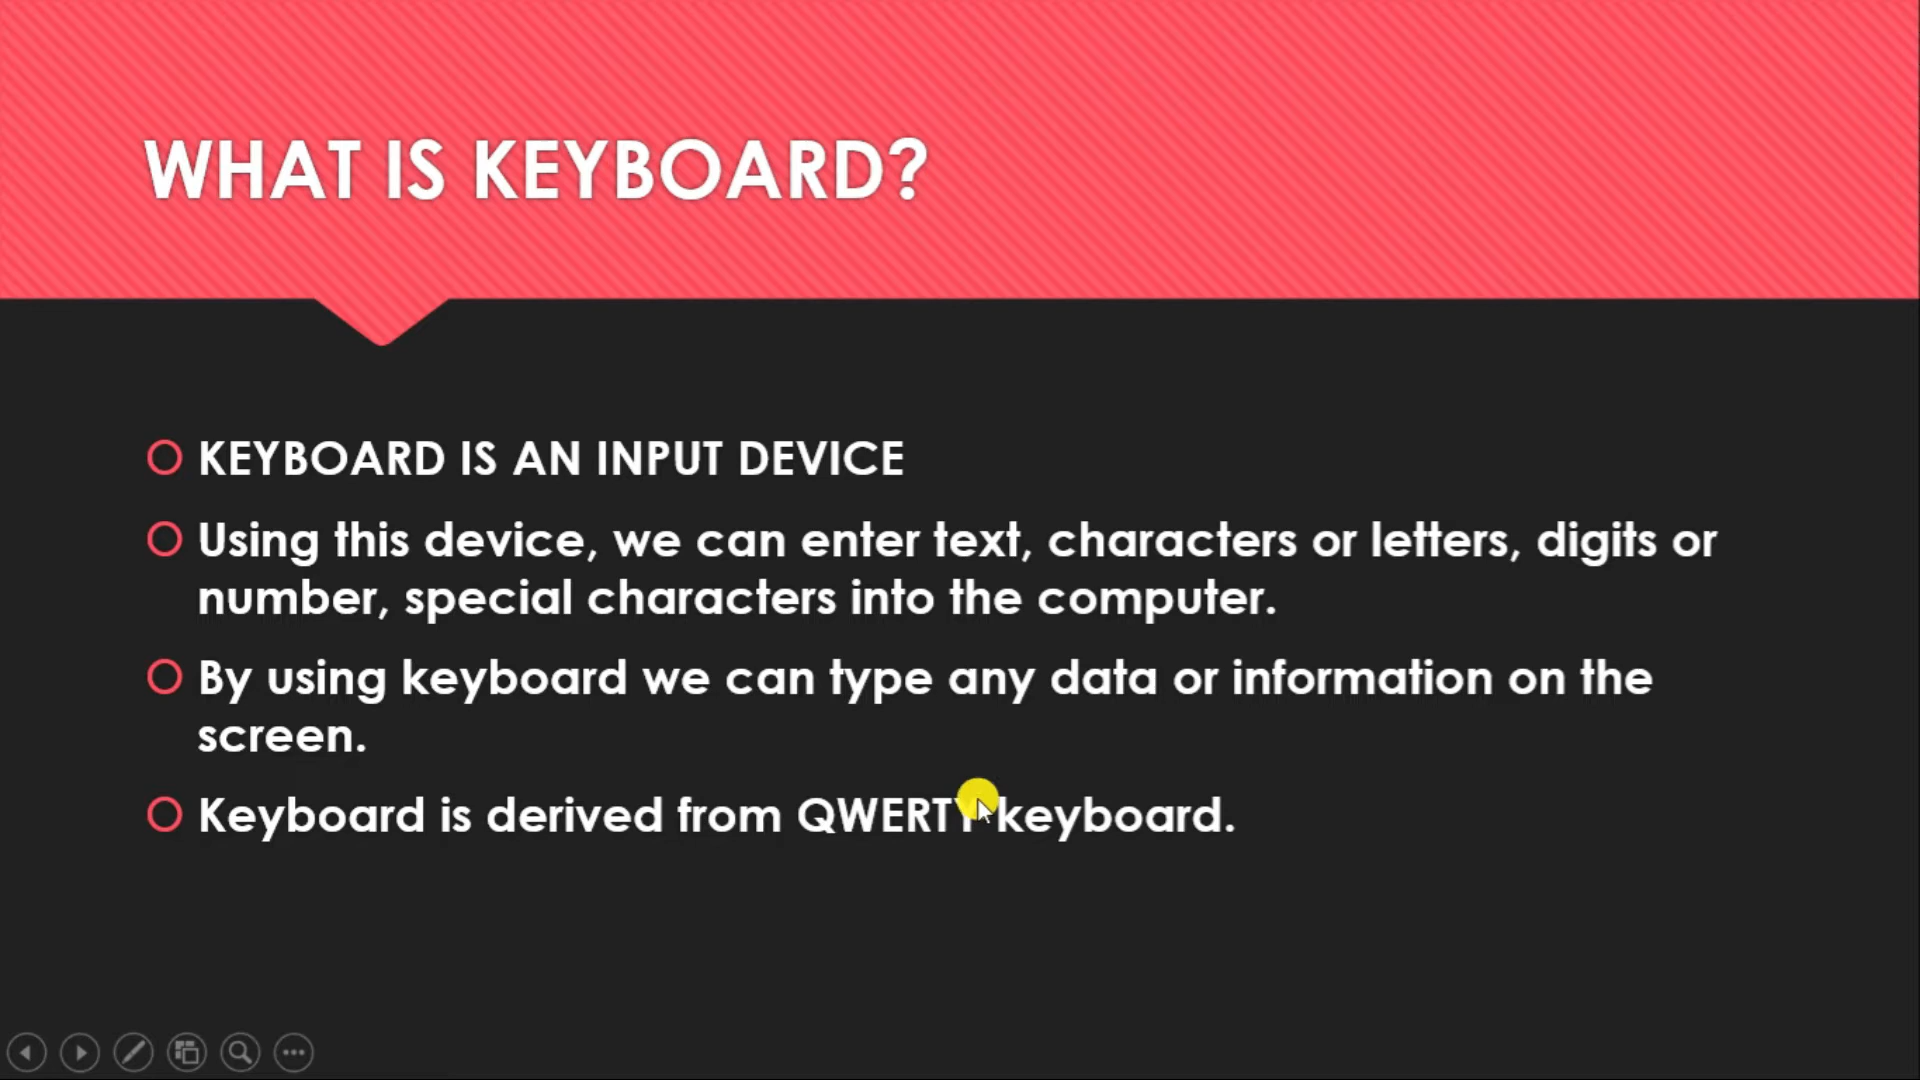 WHAT IS KEYBOARD?
KEYBOARD IS AN INPUT DEVICE
Using this device, we can enter text, characters or letters, digits or
number, special characters into the computer.
By using keyboard we can type any data or information on the
screen.
Keyboard is derived from QWERTY keyboard.